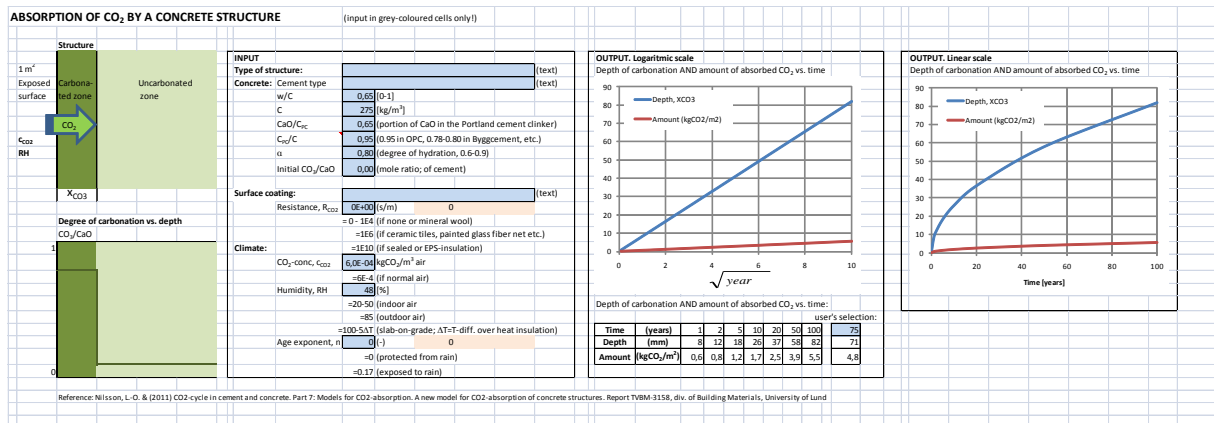 ABSORPTION OF CO₂ BY A CONCRETE STRUCTURE (input in grey-coloured cells only!)
Structure
1 m²
Exposed
surface
Carbona-
ted zone
Uncarbonated
zone
CO₂
cCO2
RH
XCO3
Degree of carbonation vs. depth
CO₃/CaO
1
0
INPUT
Type of structure: (text)
Concrete: Cement type (text)
w/C 0,65 [0-1]
C 275 [kg/m³]
CaO/CPC 0,65 (portion of CaO in the Portland cement clinker)
CPC/C 0,95 (0.95 in OPC, 0.78-0.80 in Byggcement, etc.)
α 0,80 (degree of hydration, 0.6-0.9)
Initial CO₃/CaO 0,00 (mole ratio; of cement)
Surface coating: (text)
Resistance, RCO2 0E+00 (s/m) 0
= 0 - 1E4 (if none or mineral wool)
=1E6 (if ceramic tiles, painted glass fiber net etc.)
Climate: =1E10 (if sealed or EPS-insulation)
CO₂-conc, cCO2 6,0E-04 kgCO₂/m³ air
=6E-4 (if normal air)
Humidity, RH 48 [%]
=20-50 (indoor air)
=85 (outdoor air)
=100-5ΔT (slab-on-grade; ΔT=T-diff. over heat insulation)
Age exponent, n 0 (-) 0
=0 (protected from rain)
=0.17 (exposed to rain)
OUTPUT. Logaritmic scale
Depth of carbonation AND amount of absorbed CO₂ vs. time
90
80
70
60
50
40
30
20
10
0
Depth, XCO3
Amount (kgCO2/m2)
0 2 4 6 8 10
√year
Depth of carbonation AND amount of absorbed CO₂ vs. time:
user's selection:
Time (years) 1 2 5 10 20 50 100 75
Depth (mm) 8 12 18 26 37 58 82 71
Amount (kgCO₂/m²) 0,6 0,8 1,2 1,7 2,5 3,9 5,5 4,8
OUTPUT. Linear scale
Depth of carbonation AND amount of absorbed CO₂ vs. time
90
80
70
60
50
40
30
20
10
0
Depth, XCO3
Amount (kgCO2/m2)
0 20 40 60 80 100
Time [years]
Reference: Nilsson, L-O. & (2011) CO2-cycle in cement and concrete. Part 7: Models for CO2-absorption. A new model for CO2-absorption of concrete structures. Report TVBM-3158, div. of Building Materials, University of Lund